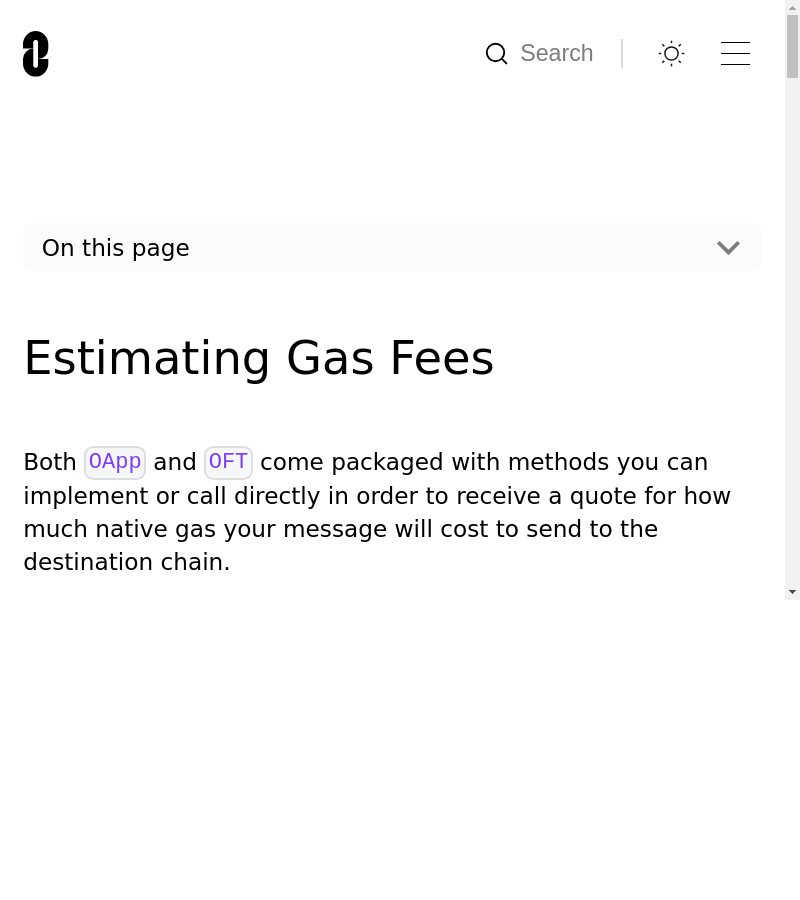 Search
On this page
Estimating Gas Fees
Both OApp and OFT come packaged with methods you can
implement or call directly in order to receive a quote for how
much native gas your message will cost to send to the
destination chain.